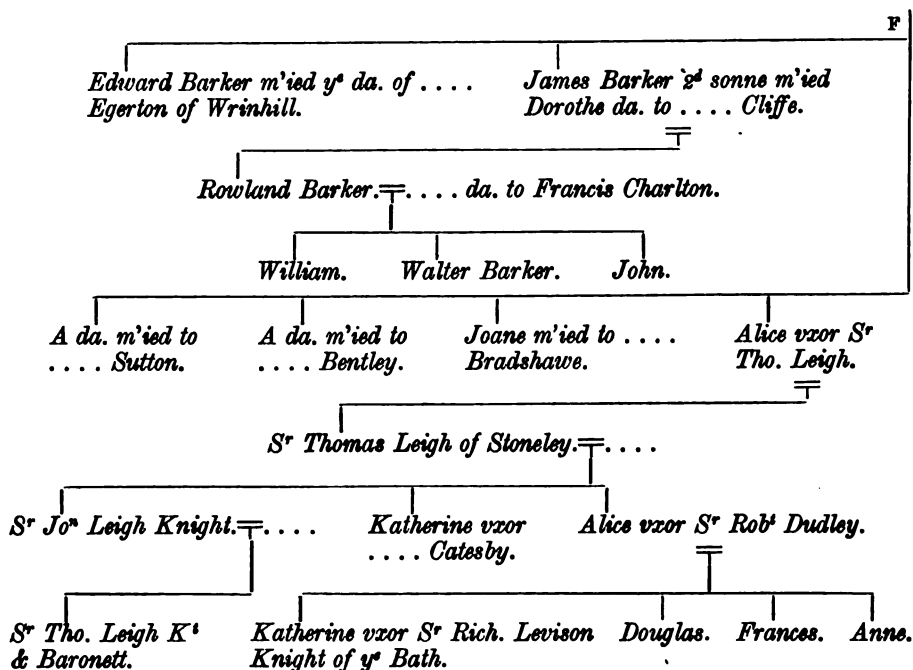 F
Edward Barker m'ied yᵉ da. of . . . . James Barker 2ᵈ sonne m'ied
Egerton of Wrinhill. Dorothe da. to . . . . Cliffe.
Rowland Barker. . . . . da. to Francis Charlton.
William. Walter Barker. John.
A da. m'ied to A da. m'ied to Joane m'ied to . . . . Alice vxor Sʳ
. . . . Sutton. . . . . Bentley. Bradshawe. Tho. Leigh.
Sʳ Thomas Leigh of Stoneley. . . . .
Sʳ Joⁿ Leigh Knight. . . . . Katherine vxor Alice vxor Sʳ Robᵗ Dudley.
. . . . Catesby.
Sʳ Tho. Leigh Kᵗ Katherine vxor Sʳ Rich. Levison Douglas. Frances. Anne.
& Baronett. Knight of yᵉ Bath.